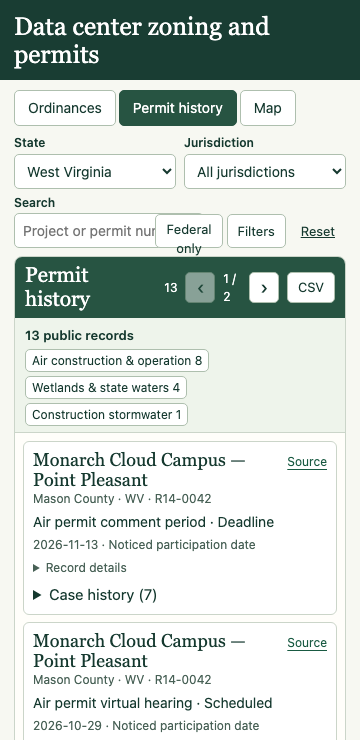 Data center zoning and
permits
Ordinances
Permit history
Map
State
Jurisdiction
West Virginia
All jurisdictions
Search
Project or permit nur
Federal
only
Filters
Reset
Permit
history
13
‹
1 /
2
›
CSV
13 public records
Air construction & operation 8
Wetlands & state waters 4
Construction stormwater 1
Monarch Cloud Campus —
Point Pleasant
Source
Mason County · WV · R14-0042
Air permit comment period · Deadline
2026-11-13 · Noticed participation date
Record details
Case history (7)
Monarch Cloud Campus —
Point Pleasant
Source
Mason County · WV · R14-0042
Air permit virtual hearing · Scheduled
2026-10-29 · Noticed participation date